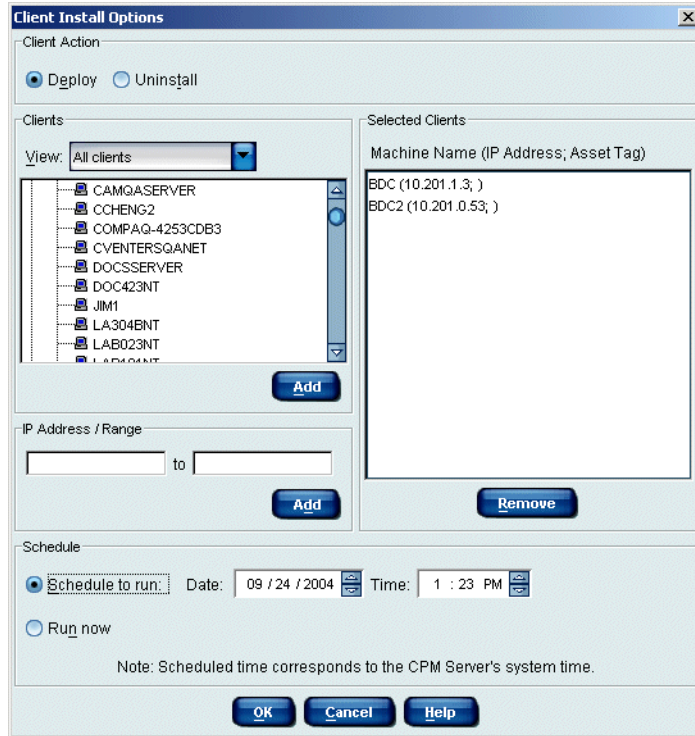 Client Install Options
Client Action
Deploy Uninstall
Clients
View: All clients
CAMQASERVER
CCHENG2
COMPAQ-4253CDB3
CVENTERSQANET
DOCSSERVER
DOC423NT
JIM1
LA304BNT
LAB023NT
Add
IP Address / Range
to
Add
Selected Clients
Machine Name (IP Address; Asset Tag)
BDC (10.201.1.3; )
BDC2 (10.201.0.53; )
Remove
Schedule
Schedule to run: Date: 09 / 24 / 2004 Time: 1 : 23 PM
Run now
Note: Scheduled time corresponds to the CPM Server's system time.
OK Cancel Help